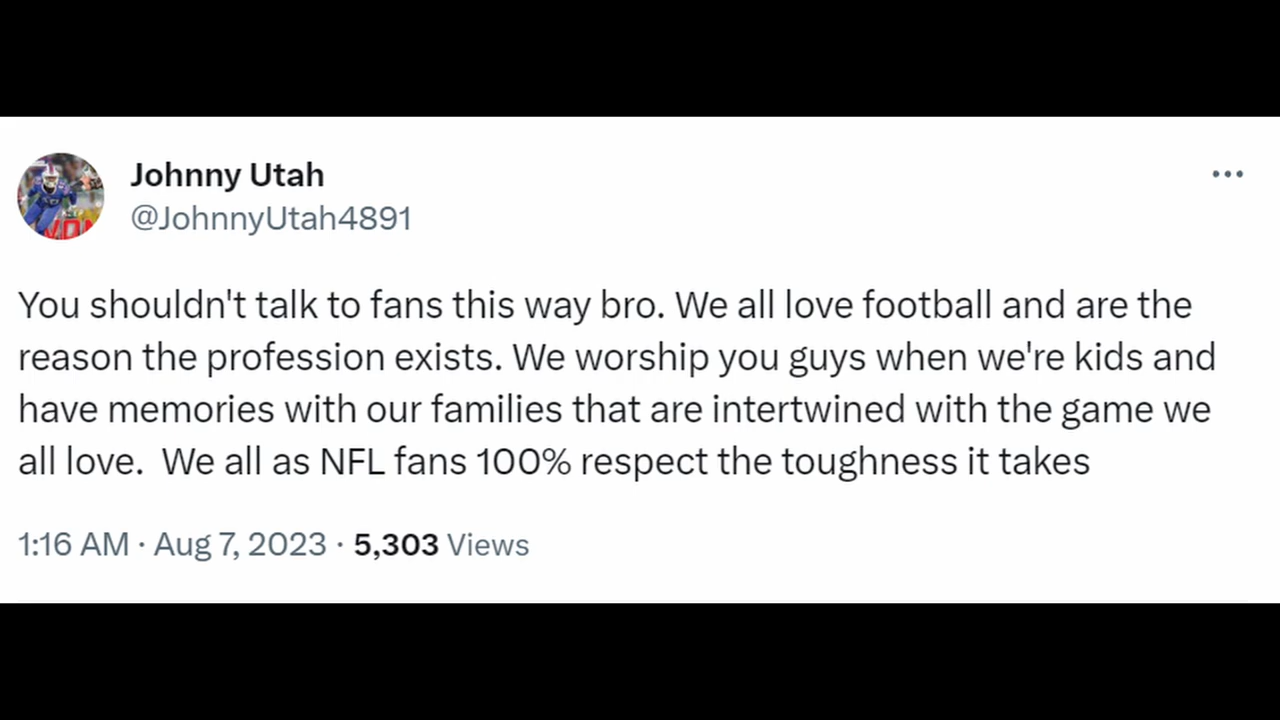 Johnny Utah
@JohnnyUtah4891
You shouldn't talk to fans this way bro. We all love football and are the
reason the profession exists. We worship you guys when we're kids and
have memories with our families that are intertwined with the game we
all love.  We all as NFL fans 100% respect the toughness it takes
1:16 AM · Aug 7, 2023 · 5,303 Views